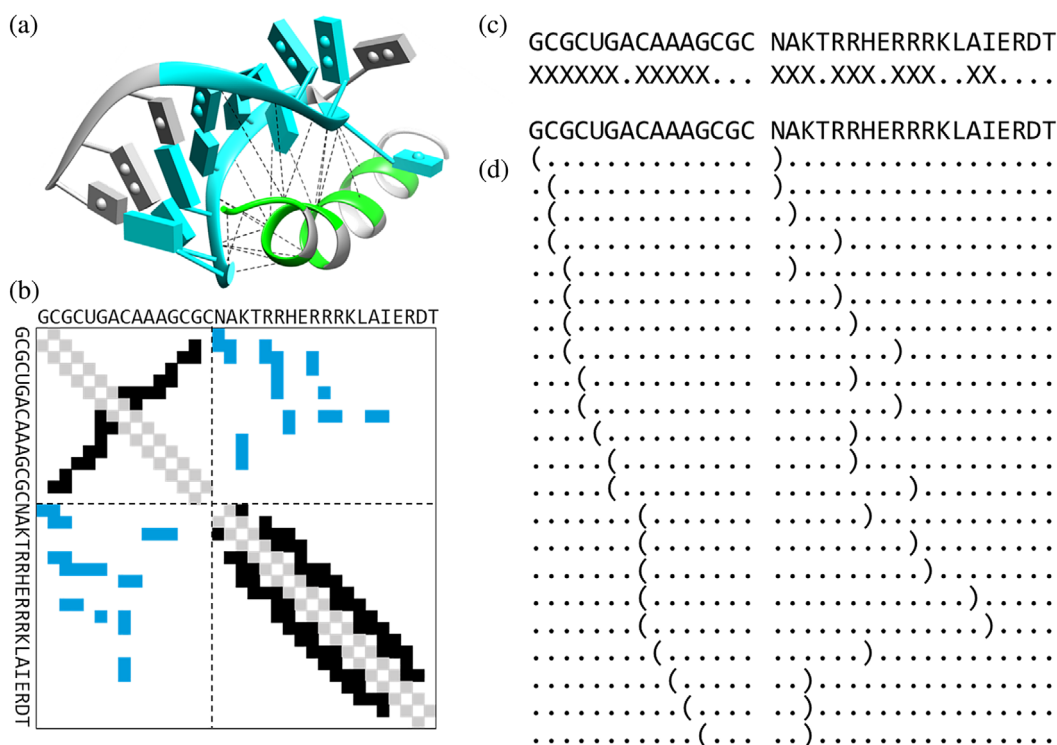 (a)
(b)
GCGCUGACAAAGCGCNAKTRRHERRRKLAIERDT
GCGCUGACAAAGCGCNAKTRRHERRRKLAIERDT
(c)
GCGCUGACAAAGCGC NAKTRRHERRRKLAIERDT
XXXXXX.XXXXX... XXX.XXX.XXX..XX....
(d)
GCGCUGACAAAGCGC NAKTRRHERRRKLAIERDT
(.............. )..................
.(............. )..................
.(............. .).................
.(............. ....)..............
..(............ .).................
..(............ ....)..............
..(............ .....).............
..(............ ........)..........
...(........... .....).............
...(........... ........)..........
....(.......... .....).............
.....(......... .....).............
.....(......... .........).........
.......(....... ......)............
.......(....... .........).........
.......(....... ..........)........
.......(....... .............).....
.......(....... ..............)....
........(...... ......)............
.........(..... ..)................
..........(.... ..)................
...........(... ..)................